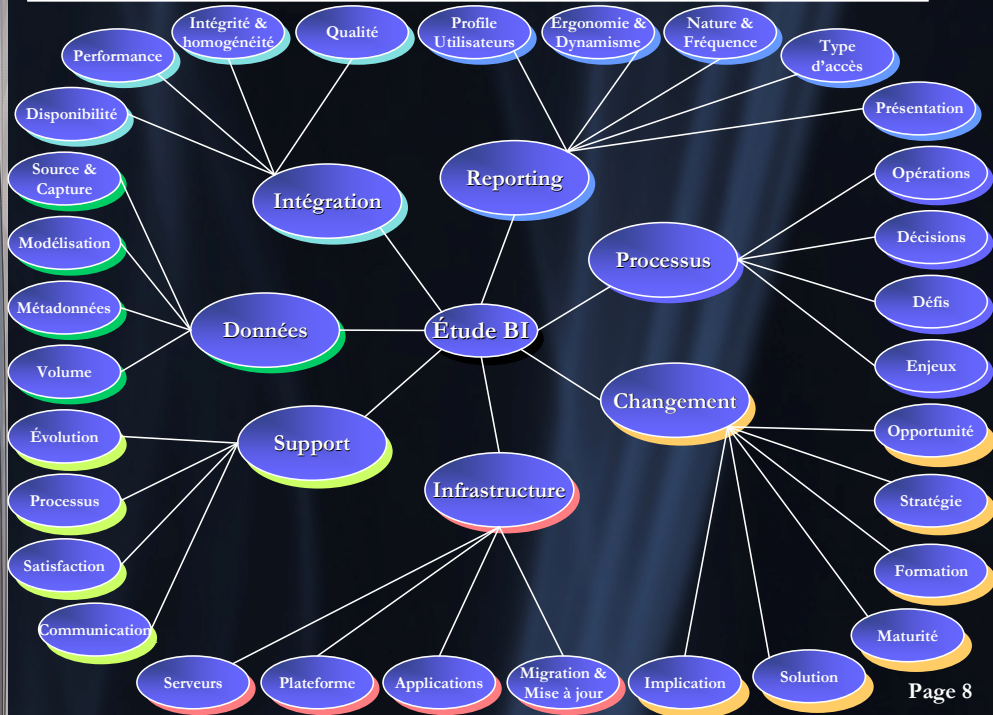 Intégrité &
homogénéité
Qualité
Profile
Utilisateurs
Ergonomie &
Dynamisme
Nature &
Fréquence
Type
d'accès
Performance
Disponibilité
Présentation
Source &
Capture
Intégration
Reporting
Opérations
Modélisation
Processus
Décisions
Métadonnées
Données
Étude BI
Défis
Volume
Enjeux
Changement
Évolution
Support
Opportunité
Processus
Infrastructure
Stratégie
Satisfaction
Formation
Communication
Maturité
Serveurs
Plateforme
Applications
Migration &
Mise à jour
Implication
Solution
Page 8